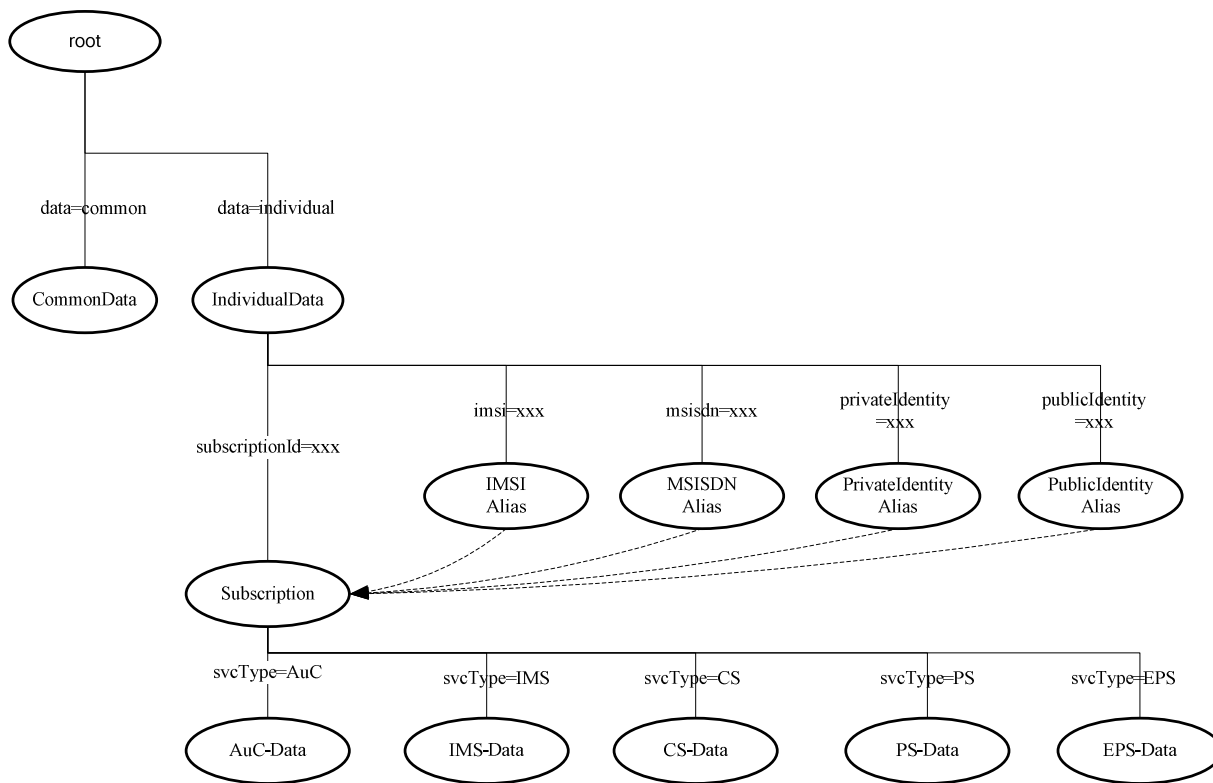 root
data=common
data=individual
CommonData
IndividualData
imsi=xxx
msisdn=xxx
privateIdentity
=xxx
publicIdentity
=xxx
subscriptionId=xxx
IMSI
Alias
MSISDN
Alias
PrivateIdentity
Alias
PublicIdentity
Alias
Subscription
svcType=AuC
svcType=IMS
svcType=CS
svcType=PS
svcType=EPS
AuC-Data
IMS-Data
CS-Data
PS-Data
EPS-Data